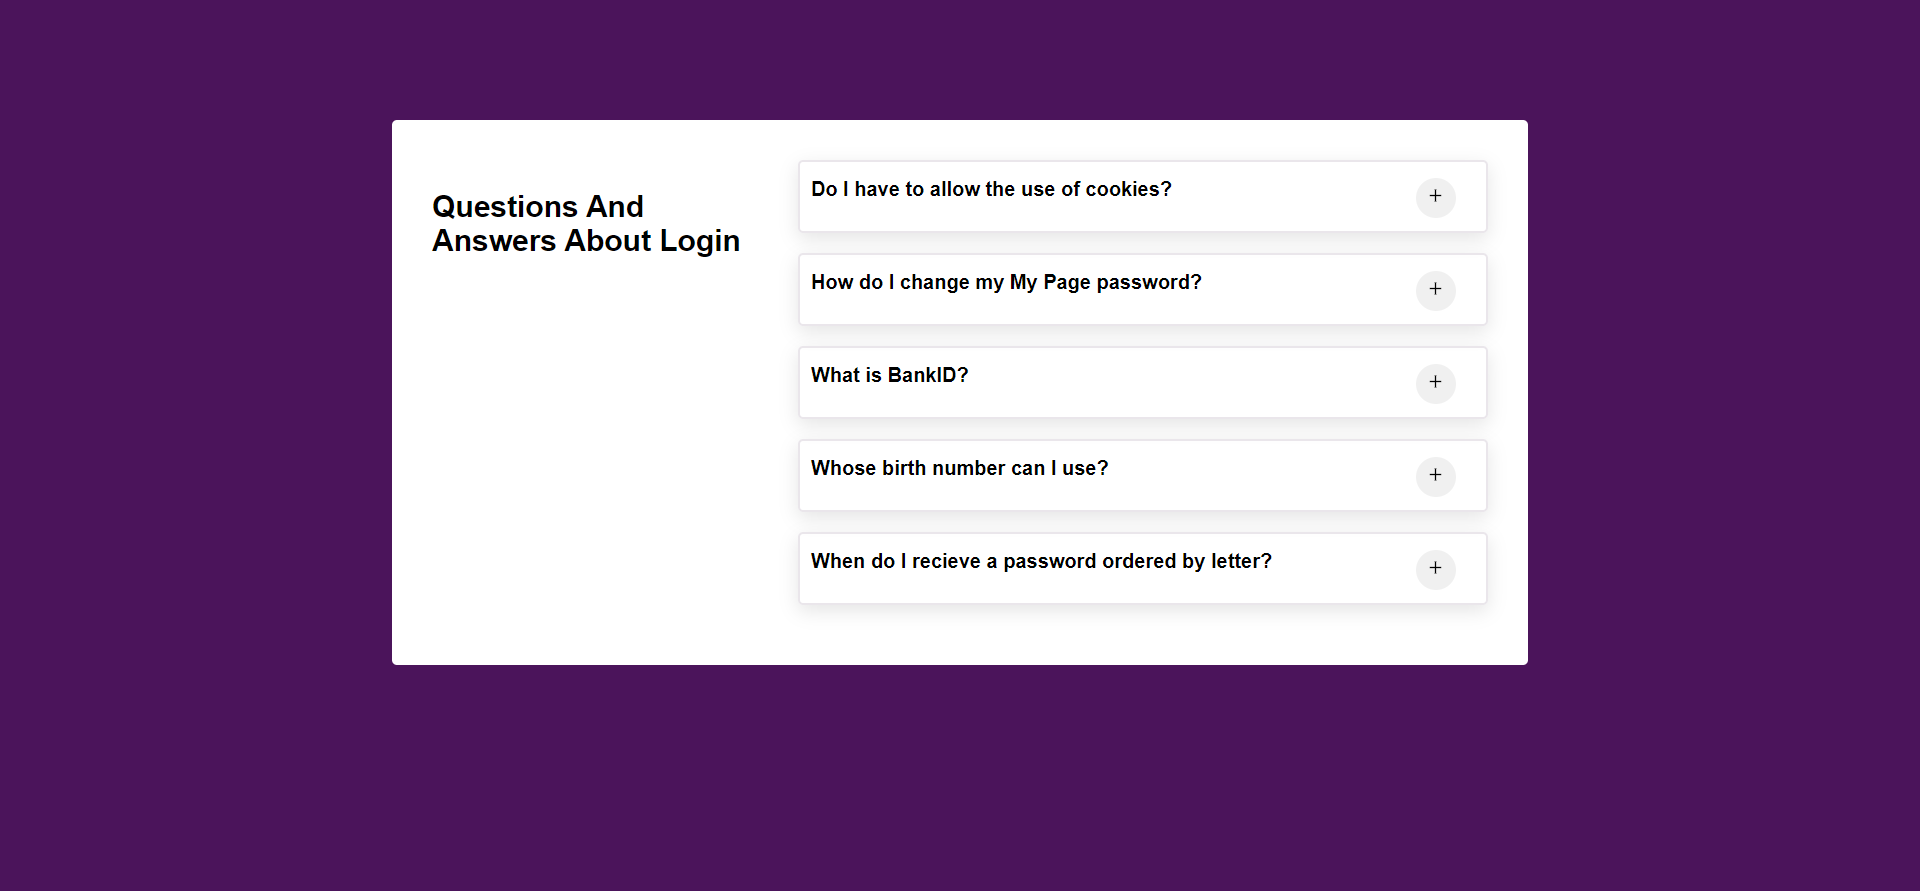 Questions And
Answers About Login
Do I have to allow the use of cookies?
+
How do I change my My Page password?
+
What is BankID?
+
Whose birth number can I use?
+
When do I recieve a password ordered by letter?
+